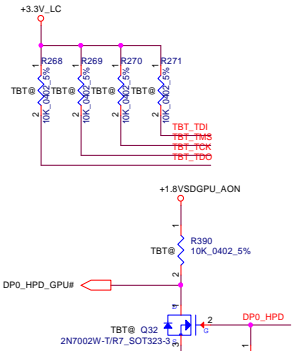 +3.3V_LC
1 R268 1 R269 1 R270 1 R271
TBT@ TBT@ TBT@ TBT@
10K_0402_5% 10K_0402_5% 10K_0402_5% 10K_0402_5%
2 2 2 2
TBT_TDI
TBT_TMS
TBT_TCK
TBT_TDO
+1.8VSDGPU_AON
1
R390
TBT@ 10K_0402_5%
2
DP0_HPD_GPU#
DP0_HPD
2
G
TBT@ Q32
2N7002W-T/R7_SOT323-3
3
1